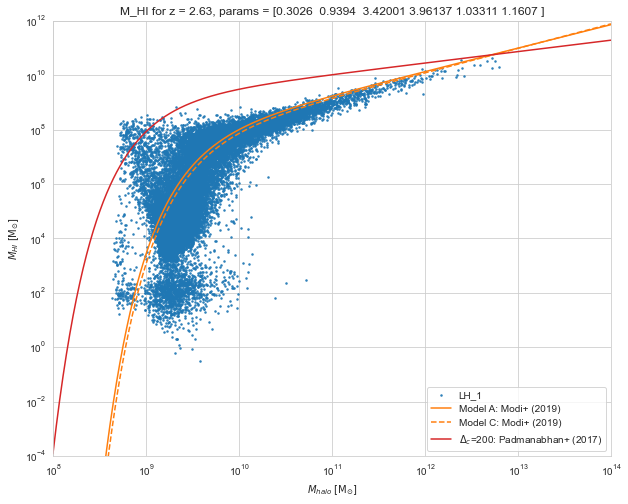 M_HI for z = 2.63, params = [0.3026  0.9394  3.42001 3.96137 1.03311 1.1607 ]
10^12
10^10
10^8
10^6
10^4
10^2
10^0
10^−2
10^−4
M_HI [M_⊙]
10^8 10^9 10^10 10^11 10^12 10^13 10^14
M_halo [M_⊙]
LH_1
Model A: Modi+ (2019)
Model C: Modi+ (2019)
Δ_c=200: Padmanabhan+ (2017)